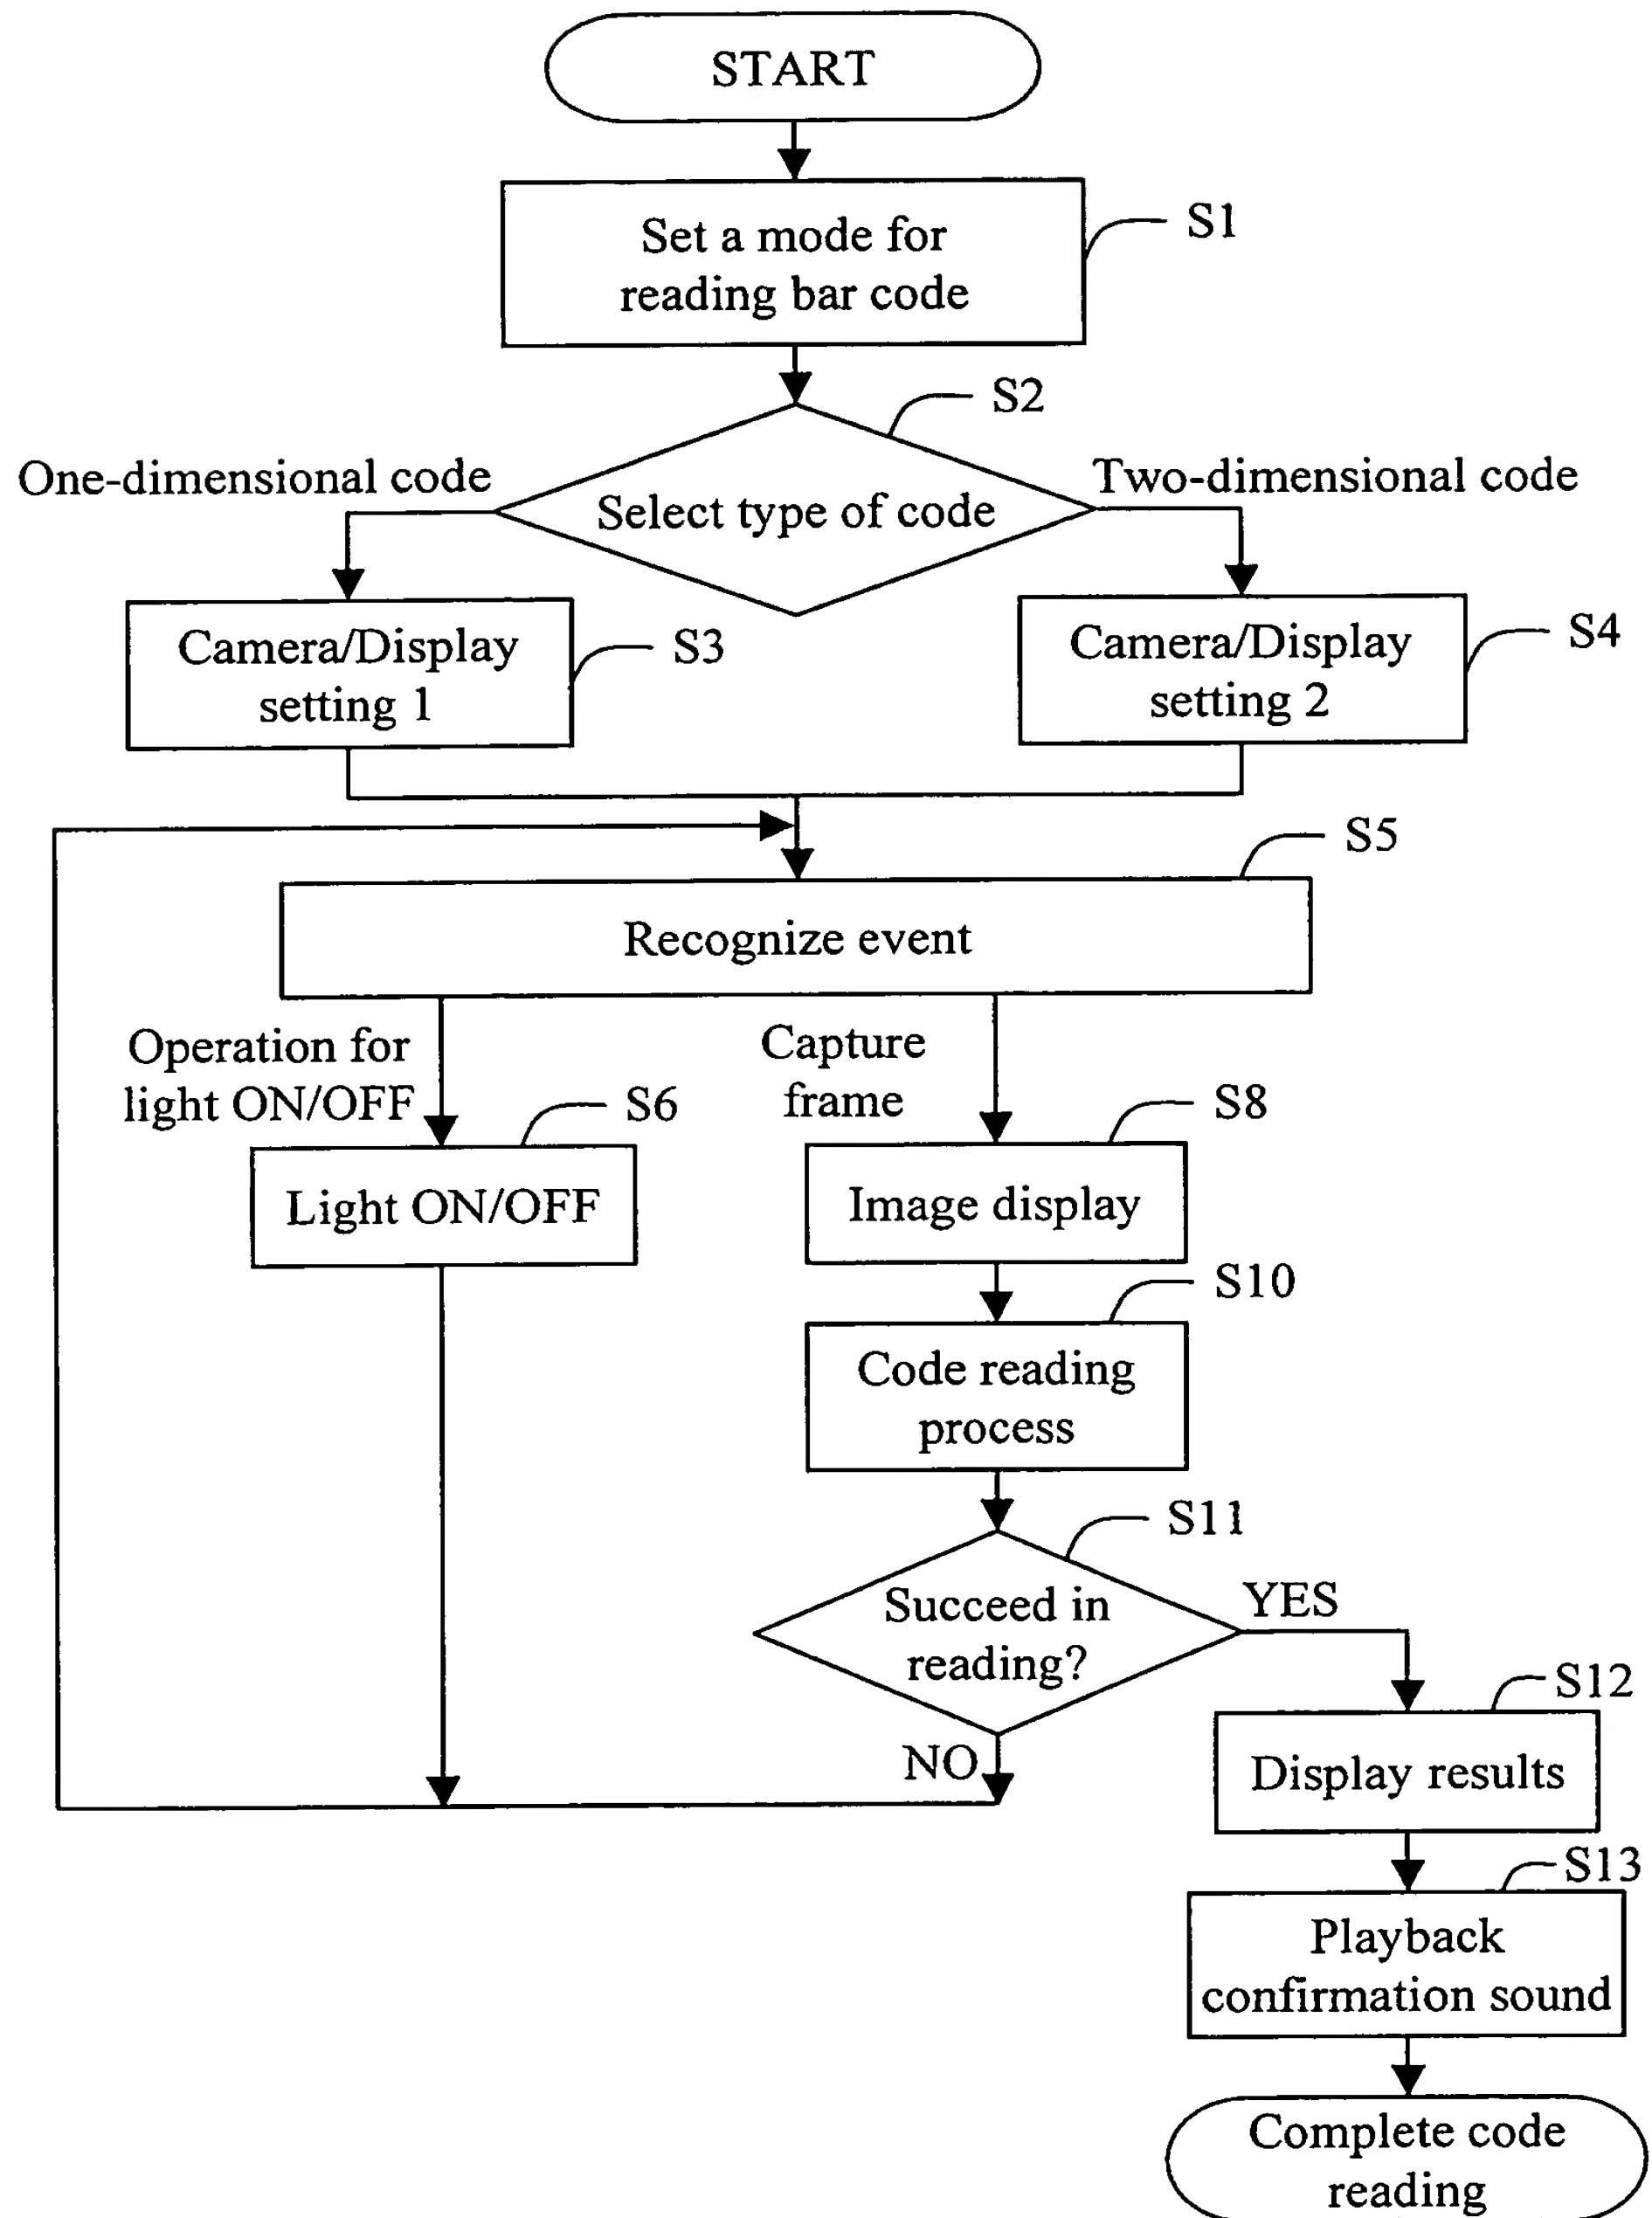 START
Set a mode for
reading bar code
S1
S2
One-dimensional code
Select type of code
Two-dimensional code
Camera/Display
setting 1
S3
Camera/Display
setting 2
S4
S5
Recognize event
Operation for
light ON/OFF
Capture
frame
S6
S8
Light ON/OFF
Image display
S10
Code reading
process
S11
Succeed in
reading?
YES
NO
S12
Display results
S13
Playback
confirmation sound
Complete code
reading